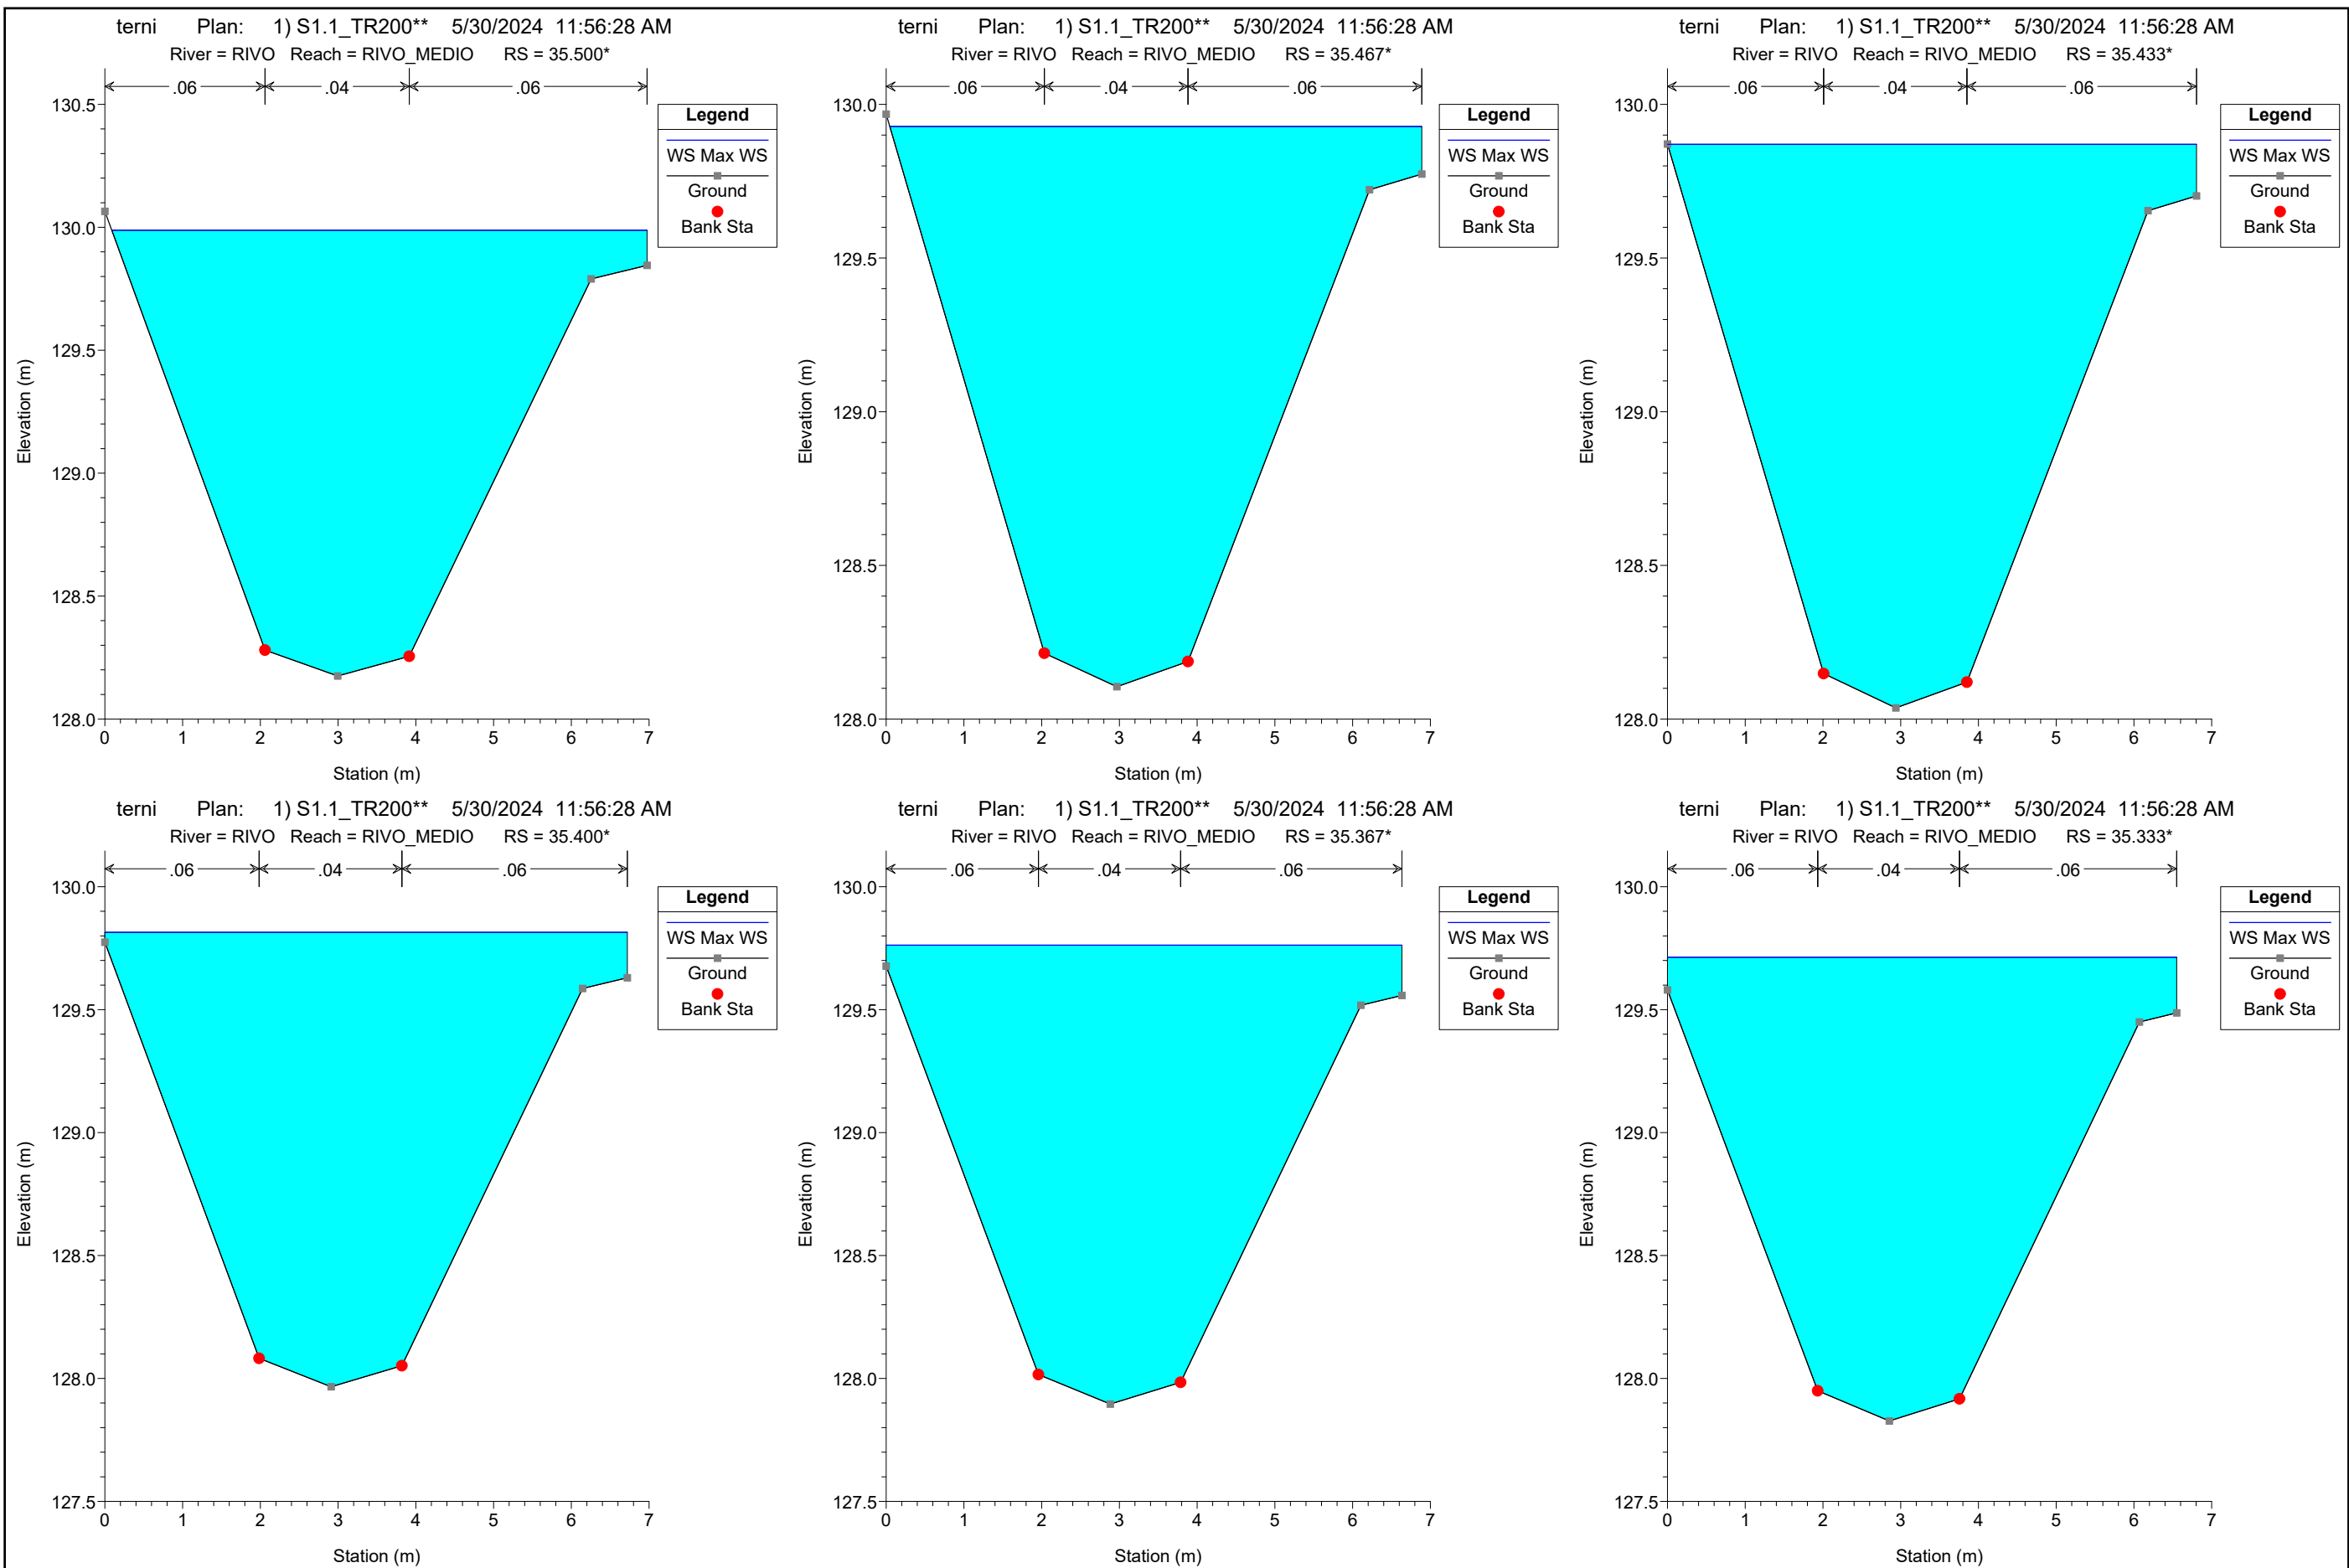 terni Plan: 1) S1.1_TR200** 5/30/2024 11:56:28 AM
River = RIVO Reach = RIVO_MEDIO RS = 35.500*
.06 .04 .06
130.5
130.0
129.5
129.0
128.5
128.0
0 1 2 3 4 5 6 7
Station (m)
Elevation (m)
Legend
WS Max WS
Ground
Bank Sta
terni Plan: 1) S1.1_TR200** 5/30/2024 11:56:28 AM
River = RIVO Reach = RIVO_MEDIO RS = 35.467*
.06 .04 .06
130.0
129.5
129.0
128.5
128.0
0 1 2 3 4 5 6 7
Station (m)
Elevation (m)
Legend
WS Max WS
Ground
Bank Sta
terni Plan: 1) S1.1_TR200** 5/30/2024 11:56:28 AM
River = RIVO Reach = RIVO_MEDIO RS = 35.433*
.06 .04 .06
130.0
129.5
129.0
128.5
128.0
0 1 2 3 4 5 6 7
Station (m)
Elevation (m)
Legend
WS Max WS
Ground
Bank Sta
terni Plan: 1) S1.1_TR200** 5/30/2024 11:56:28 AM
River = RIVO Reach = RIVO_MEDIO RS = 35.400*
.06 .04 .06
130.0
129.5
129.0
128.5
128.0
127.5
0 1 2 3 4 5 6 7
Station (m)
Elevation (m)
Legend
WS Max WS
Ground
Bank Sta
terni Plan: 1) S1.1_TR200** 5/30/2024 11:56:28 AM
River = RIVO Reach = RIVO_MEDIO RS = 35.367*
.06 .04 .06
130.0
129.5
129.0
128.5
128.0
127.5
0 1 2 3 4 5 6 7
Station (m)
Elevation (m)
Legend
WS Max WS
Ground
Bank Sta
terni Plan: 1) S1.1_TR200** 5/30/2024 11:56:28 AM
River = RIVO Reach = RIVO_MEDIO RS = 35.333*
.06 .04 .06
130.0
129.5
129.0
128.5
128.0
127.5
0 1 2 3 4 5 6 7
Station (m)
Elevation (m)
Legend
WS Max WS
Ground
Bank Sta